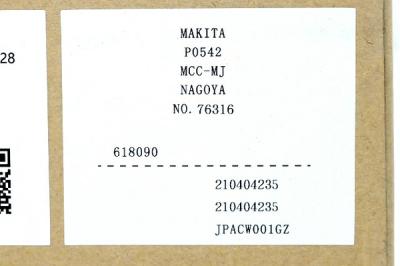 28
MAKITA
P0542
MCC-MJ
NAGOYA
NO. 76316
618090
210404235
210404235
JPACW001GZ